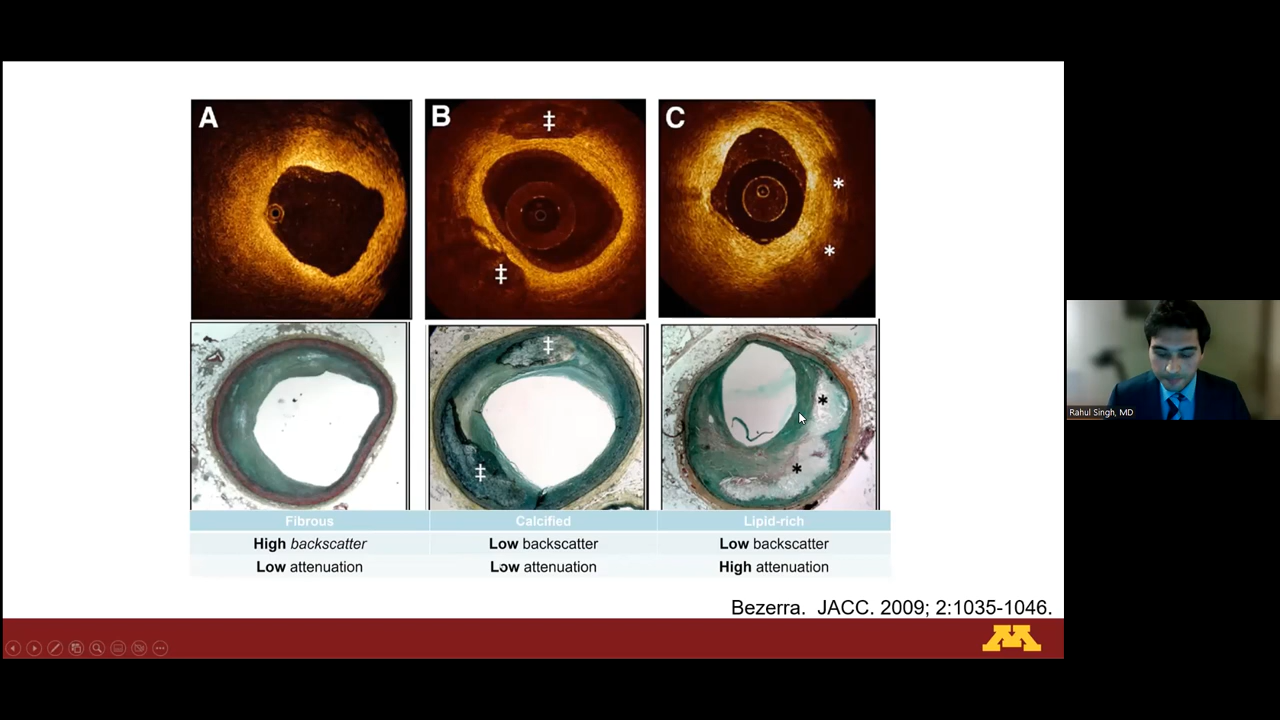 A
B
C
‡
*
‡
*
‡
*
‡
*
Fibrous
Calcified
Lipid-rich
High backscatter
Low backscatter
Low backscatter
Low attenuation
Low attenuation
High attenuation
Bezerra.  JACC. 2009; 2:1035-1046.
M
Rahul Singh, MD